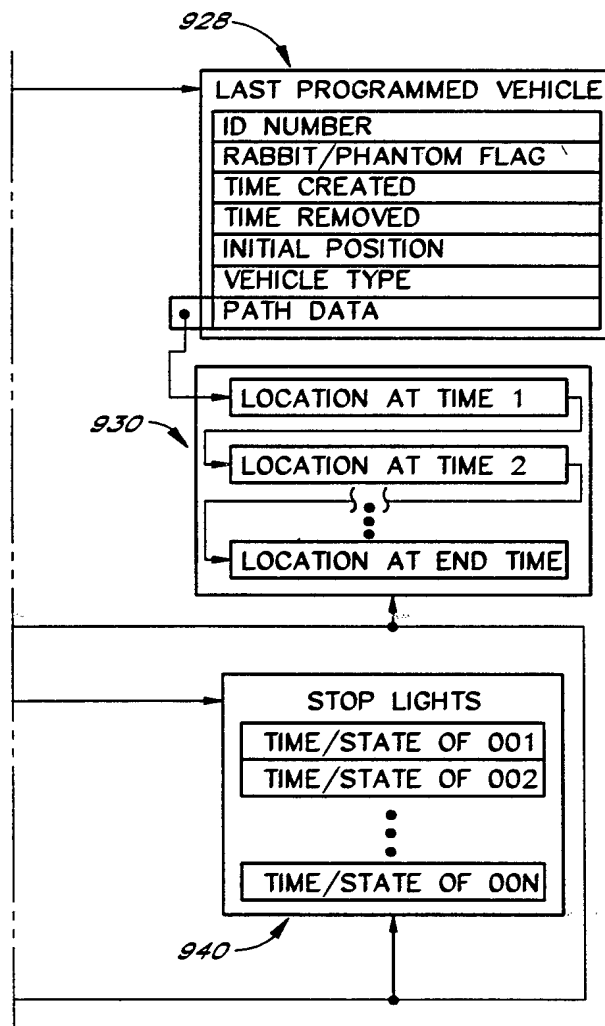 928
LAST PROGRAMMED VEHICLE
ID NUMBER
RABBIT/PHANTOM FLAG
TIME CREATED
TIME REMOVED
INITIAL POSITION
VEHICLE TYPE
PATH DATA
930
LOCATION AT TIME 1
LOCATION AT TIME 2
LOCATION AT END TIME
STOP LIGHTS
TIME/STATE OF 001
TIME/STATE OF 002
TIME/STATE OF 00N
940